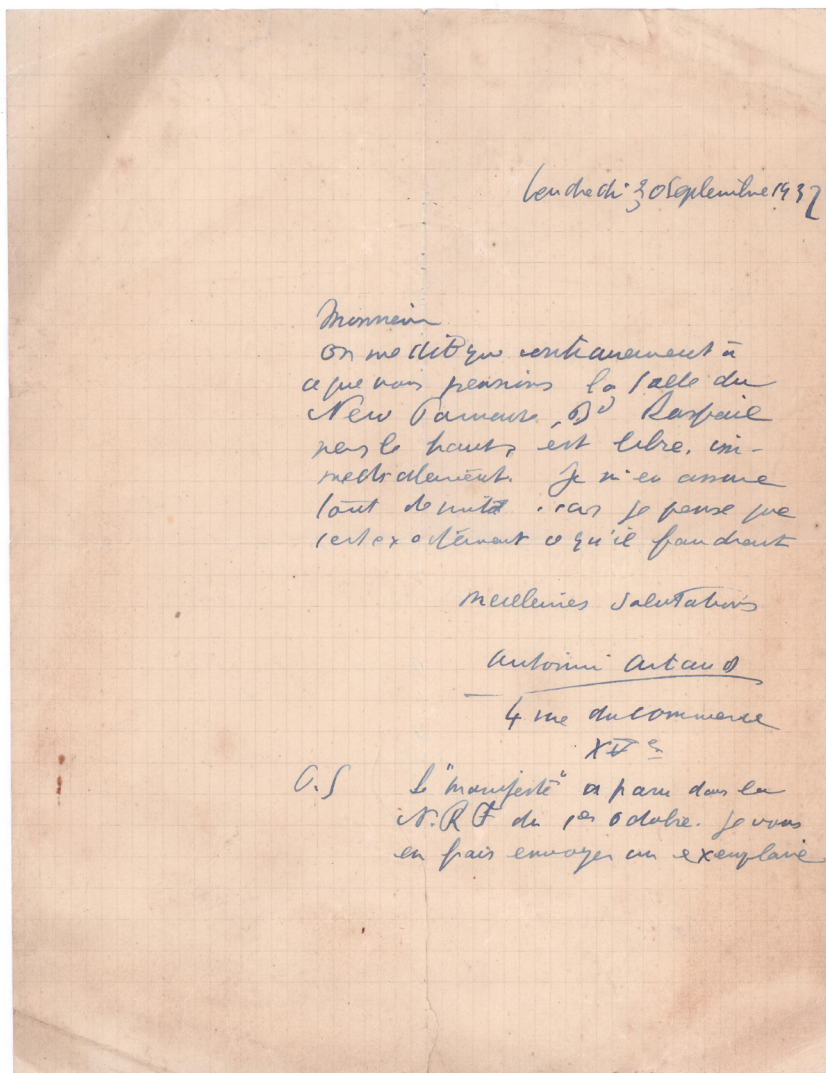 Vendredi 30 Septembre 1932
Monsieur
On me dit que contrairement à
ce que nous pensions la Salle du
New Parnasse, Bd Raspail
vers le haut, est libre, im-
mediatement. Je m'en assure
tout de suite, car je pense que
c'est exactement ce qu'il faudrait
Meilleures Salutations
Antonin Artaud
4 rue du Commerce
XVe
P.S Le "manifeste" a paru dans la
N.R.F du 1er Octobre. Je vous
en fais envoyer un exemplaire